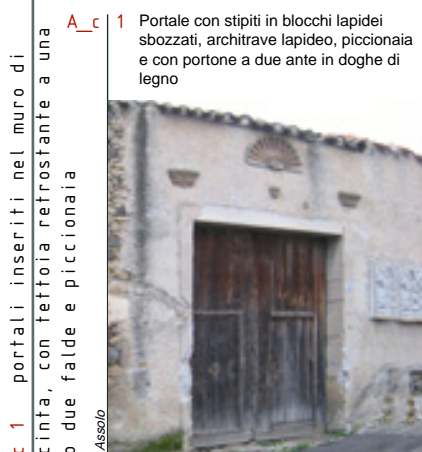 A_c 1 Portale con stipiti in blocchi lapidei
sbozzati, architrave lapideo, piccionaia
e con portone a due ante in doghe di
legno
c 1 portali inseriti nel muro di
cinta, con tettoia retrostante a una
o due falde e piccionaia
Assolo